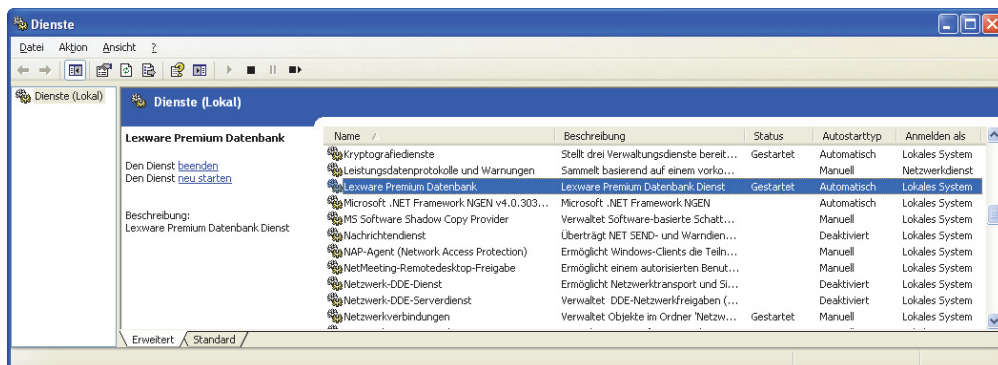 Dienste
Datei Aktion Ansicht ?
Dienste (Lokal)
Dienste (Lokal)
Lexware Premium Datenbank
Den Dienst beenden
Den Dienst neu starten
Beschreibung:
Lexware Premium Datenbank Dienst
Name Beschreibung Status Autostarttyp Anmelden als
Kryptografiedienste Stellt drei Verwaltungsdienste bereit... Gestartet Automatisch Lokales System
Leistungsdatenprotokolle und Warnungen Sammelt basierend auf einem vorko... Manuell Netzwerkdienst
Lexware Premium Datenbank Lexware Premium Datenbank Dienst Gestartet Automatisch Lokales System
Microsoft .NET Framework NGEN v4.0.303... Microsoft .NET Framework NGEN Automatisch Lokales System
MS Software Shadow Copy Provider Verwaltet Software-basierte Schatt... Manuell Lokales System
Nachrichtendienst Überträgt NET SEND- und Warndien... Deaktiviert Lokales System
NAP-Agent (Network Access Protection) Ermöglicht Windows-Clients die Teiln... Manuell Lokales System
NetMeeting-Remotedesktop-Freigabe Ermöglicht einem autorisierten Benut... Manuell Lokales System
Netzwerk-DDE-Dienst Ermöglicht Netzwerktransport und Si... Deaktiviert Lokales System
Netzwerk-DDE-Serverdienst Verwaltet DDE-Netzwerkfreigaben (... Deaktiviert Lokales System
Netzwerkverbindungen Verwaltet Objekte im Ordner 'Netzw... Gestartet Manuell Lokales System
Erweitert Standard